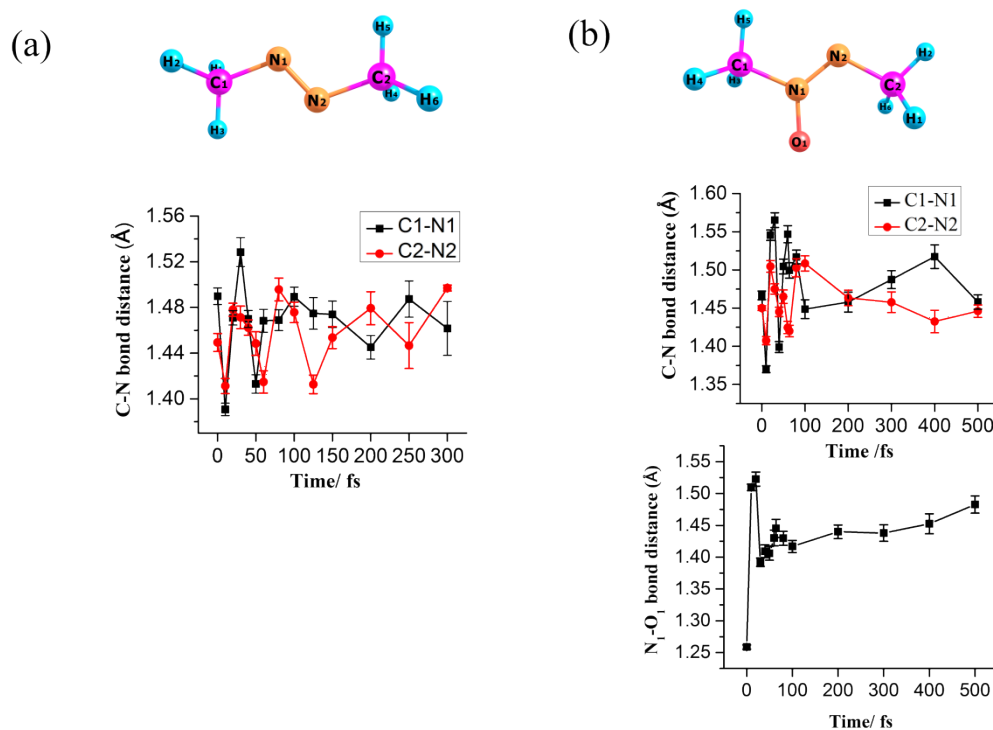 (a)
H5
H2
N1
H1
C1
C2
N2
H4
H6
H3
1.56
1.52
1.48
1.44
1.40
C-N bond distance (Å)
C1-N1
C2-N2
0 50 100 150 200 250 300
Time/ fs
(b)
H5
N2
H2
C1
H4
H3
N1
C2
H6
H1
O1
1.60
1.55
1.50
1.45
1.40
1.35
C-N bond distance (Å)
C1-N1
C2-N2
0 100 200 300 400 500
Time /fs
1.55
1.50
1.45
1.40
1.35
1.30
1.25
N₁-O₁ bond distance (Å)
0 100 200 300 400 500
Time/ fs